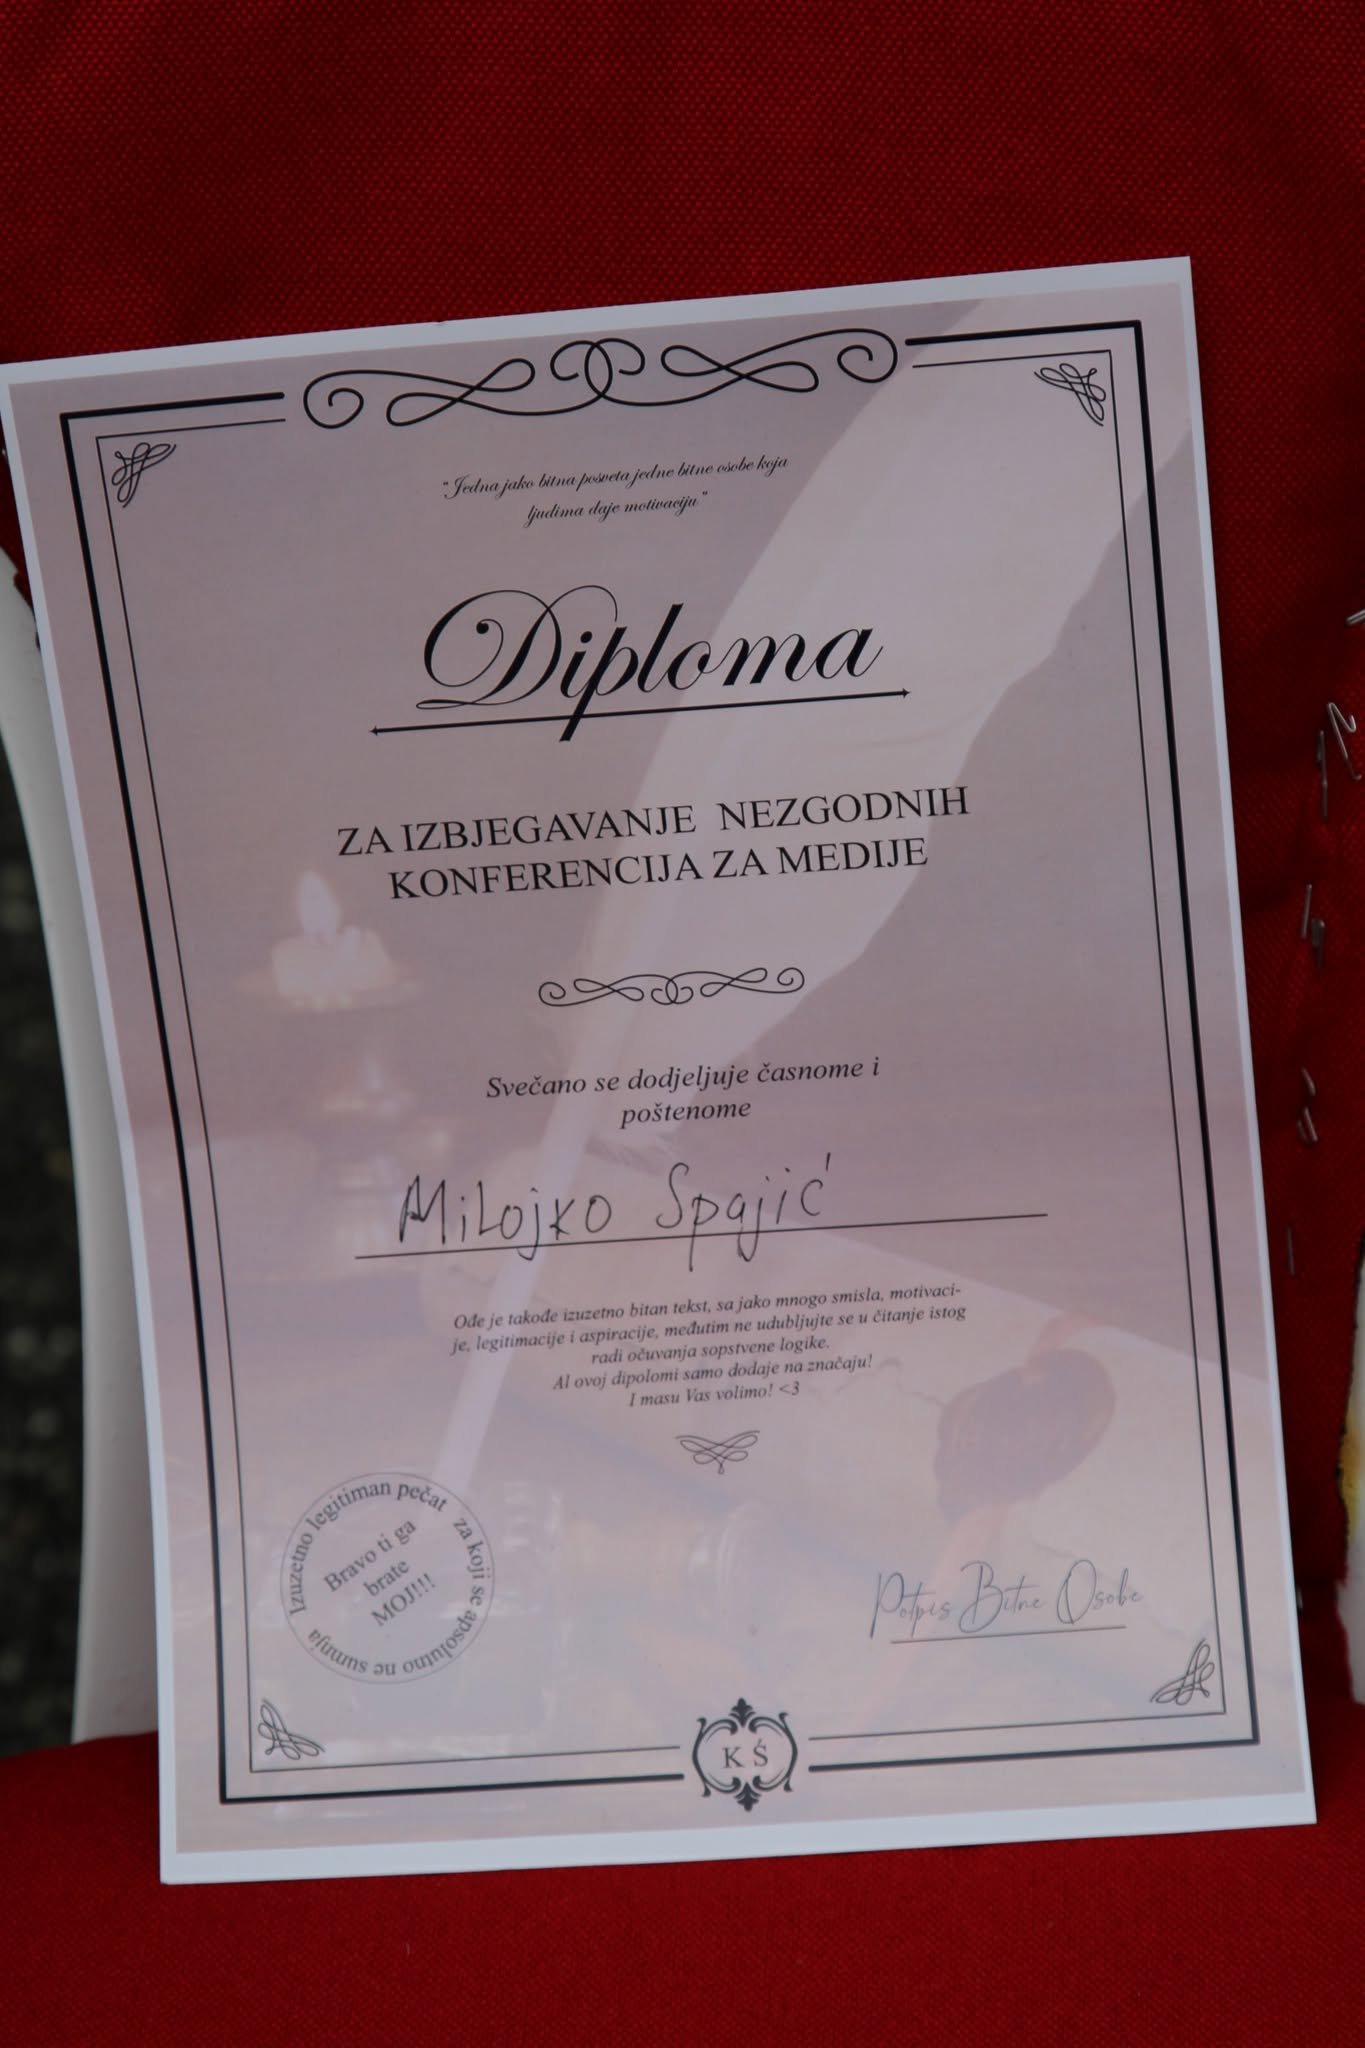 "Jedna jako bitna posveta jedne bitne osobe koja
ljudima daje motivaciju"
Diploma
ZA IZBJEGAVANJE NEZGODNIH
KONFERENCIJA ZA MEDIJE
Svečano se dodjeljuje časnome i
poštenome
Milojko Spajić
Ođe je takođe izuzetno bitan tekst, sa jako mnogo smisla, motivaci-
je, legitimacije i aspiracije, međutim ne udubljujte se u čitanje istog
radi očuvanja sopstvene logike.
Al ovoj dipolomi samo dodaje na značaju!
I masu Vas volimo! <3
Izuzetno legitiman pečat za koji se apsolutno ne sumnja
Bravo ti ga
brate
MOJ!!!
Potpis Bitne Osobe
K Ś